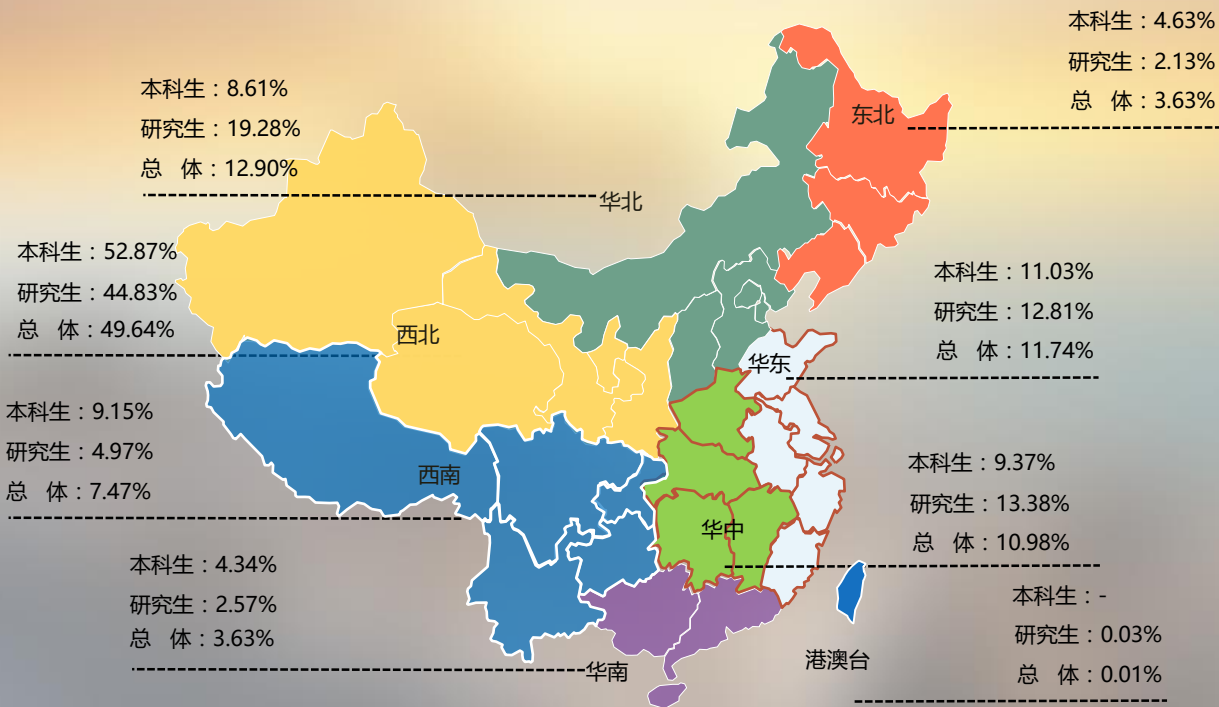 本科生：4.63%
研究生：2.13%
总 体：3.63%
东北
本科生：8.61%
研究生：19.28%
总 体：12.90%
华北
本科生：52.87%
研究生：44.83%
总 体：49.64%
西北
本科生：11.03%
研究生：12.81%
总 体：11.74%
华东
本科生：9.15%
研究生：4.97%
总 体：7.47%
西南
本科生：9.37%
研究生：13.38%
总 体：10.98%
华中
本科生：4.34%
研究生：2.57%
总 体：3.63%
华南
本科生：-
研究生：0.03%
总 体：0.01%
港澳台